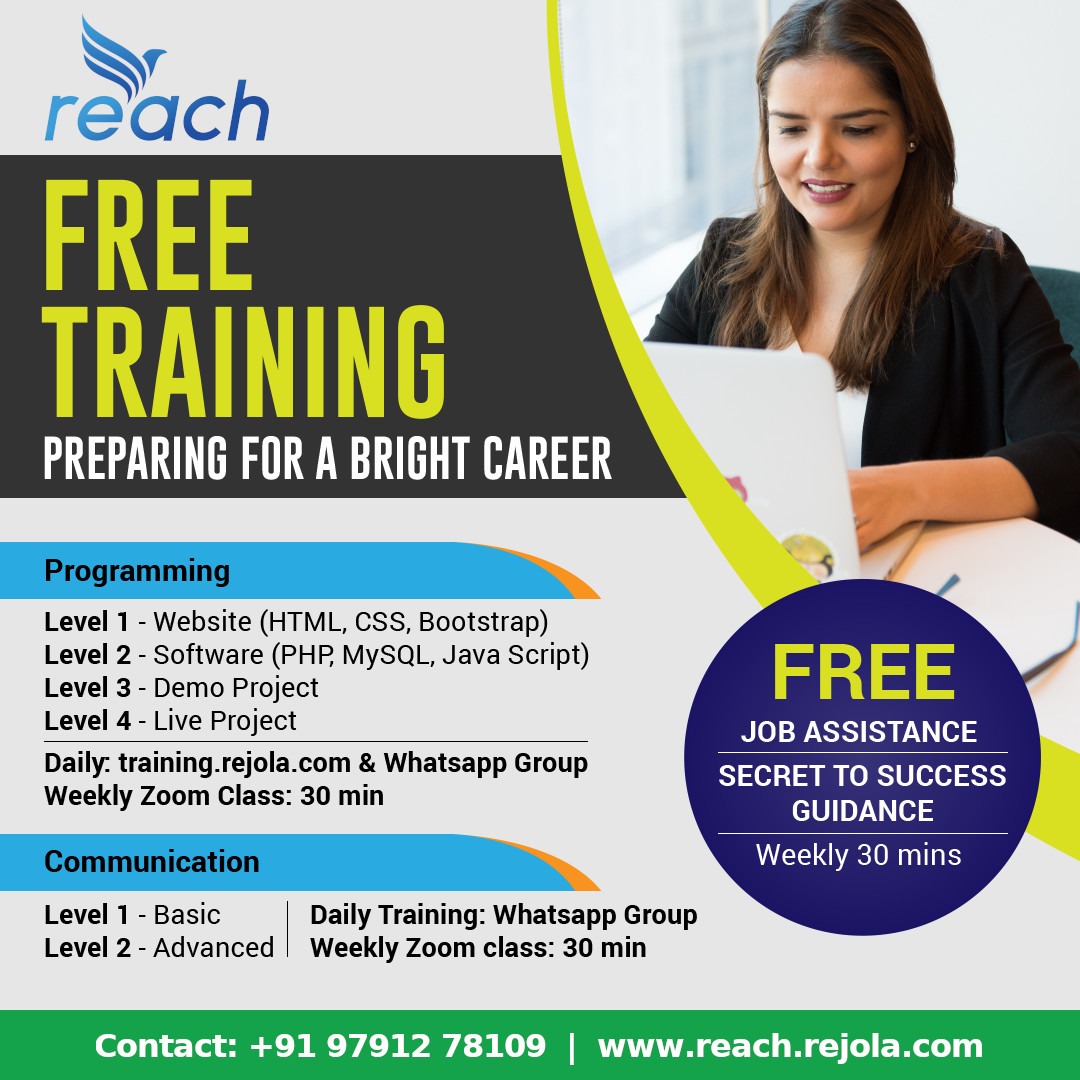 reach
FREE
TRAINING
PREPARING FOR A BRIGHT CAREER
Programming
Level 1 - Website (HTML, CSS, Bootstrap)
Level 2 - Software (PHP, MySQL, Java Script)
Level 3 - Demo Project
Level 4 - Live Project
Daily: training.rejola.com & Whatsapp Group
Weekly Zoom Class: 30 min
FREE
JOB ASSISTANCE
SECRET TO SUCCESS
GUIDANCE
Weekly 30 mins
Communication
Level 1 - Basic
Level 2 - Advanced
Daily Training: Whatsapp Group
Weekly Zoom class: 30 min
Contact: +91 97912 78109 | www.reach.rejola.com